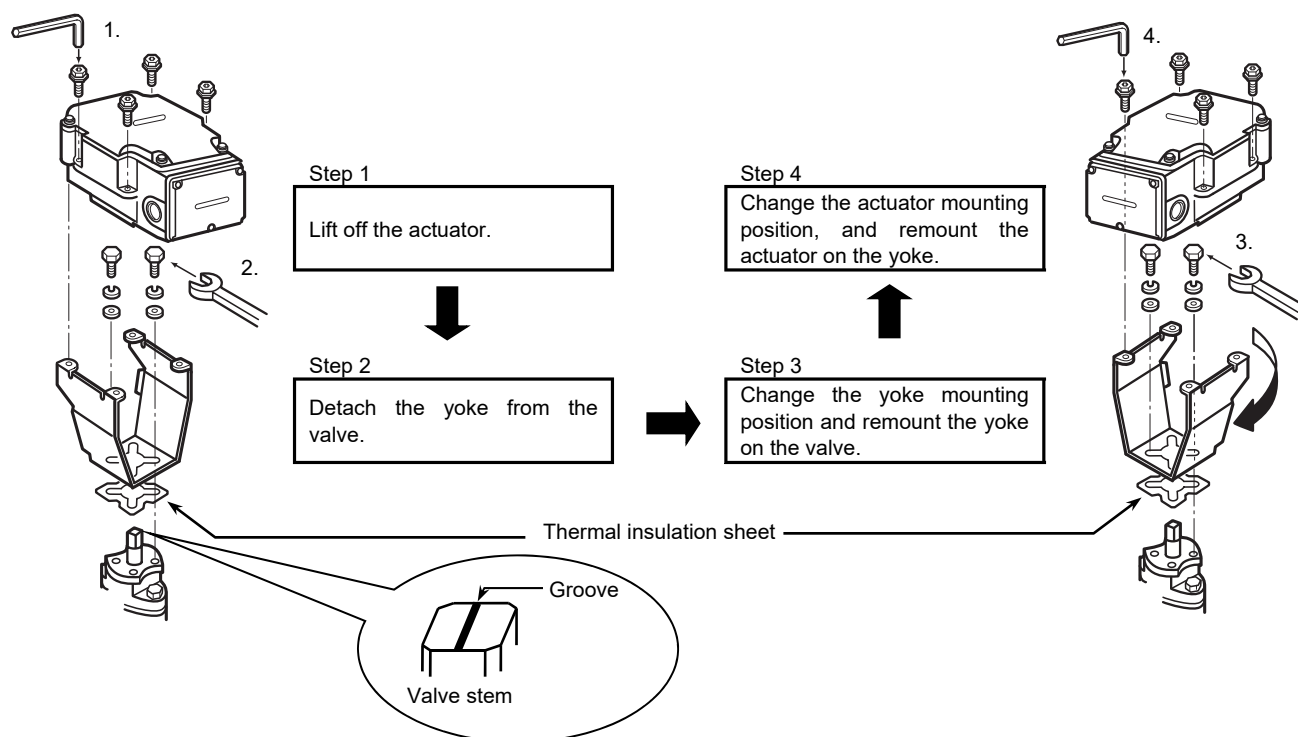 1.
2.
Step 1
Lift off the actuator.
Step 2
Detach the yoke from the
valve.
Step 3
Change the yoke mounting
position and remount the yoke
on the valve.
Step 4
Change the actuator mounting
position, and remount the
actuator on the yoke.
4.
3.
Thermal insulation sheet
Groove
Valve stem